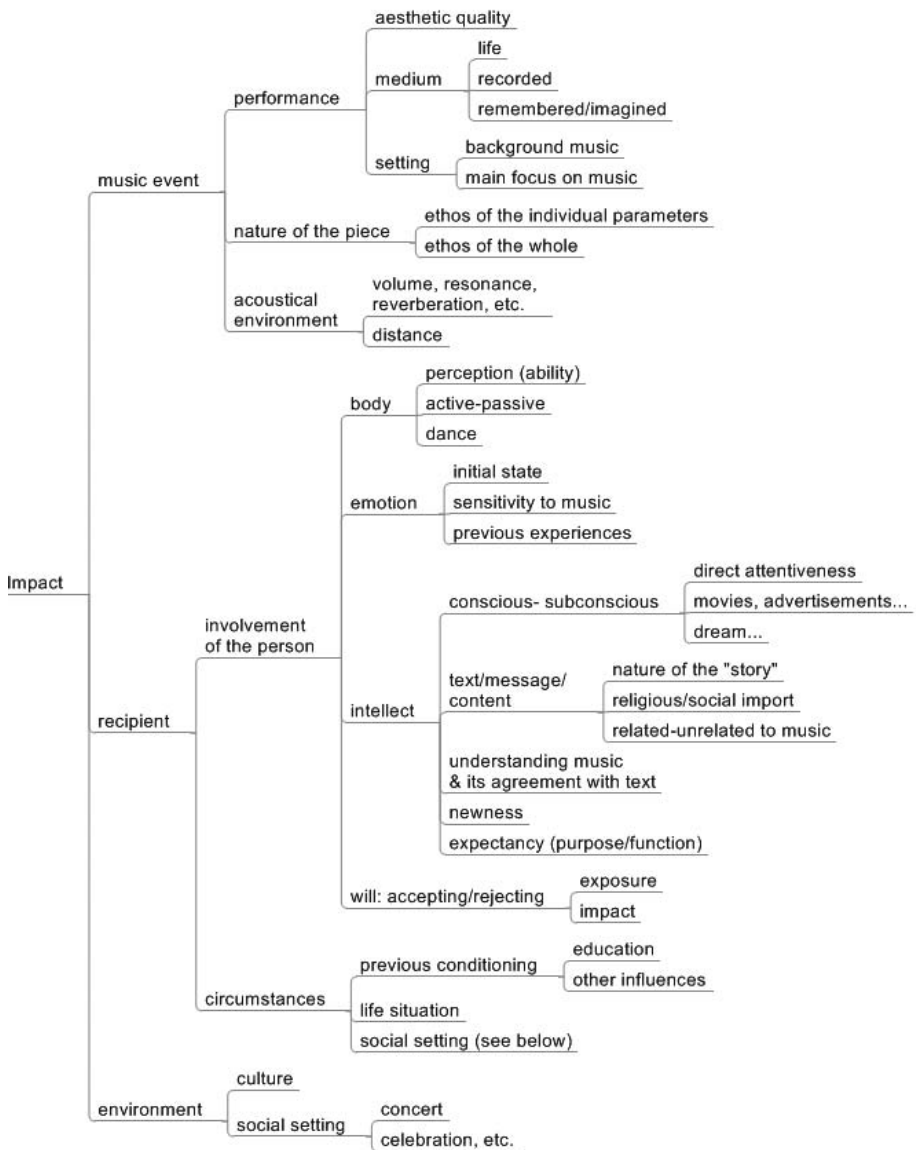 aesthetic quality
life
medium
recorded
performance
remembered/imagined
background music
setting
main focus on music
music event
ethos of the individual parameters
nature of the piece
ethos of the whole
volume, resonance,
reverberation, etc.
acoustical
environment
distance
perception (ability)
body
active-passive
dance
initial state
emotion
sensitivity to music
previous experiences
direct attentiveness
Impact
conscious- subconscious
movies, advertisements...
dream...
involvement
of the person
nature of the "story"
text/message/
content
religious/social import
intellect
recipient
related-unrelated to music
understanding music
& its agreement with text
newness
expectancy (purpose/function)
exposure
will: accepting/rejecting
impact
education
previous conditioning
other influences
circumstances
life situation
social setting (see below)
culture
environment
concert
social setting
celebration, etc.